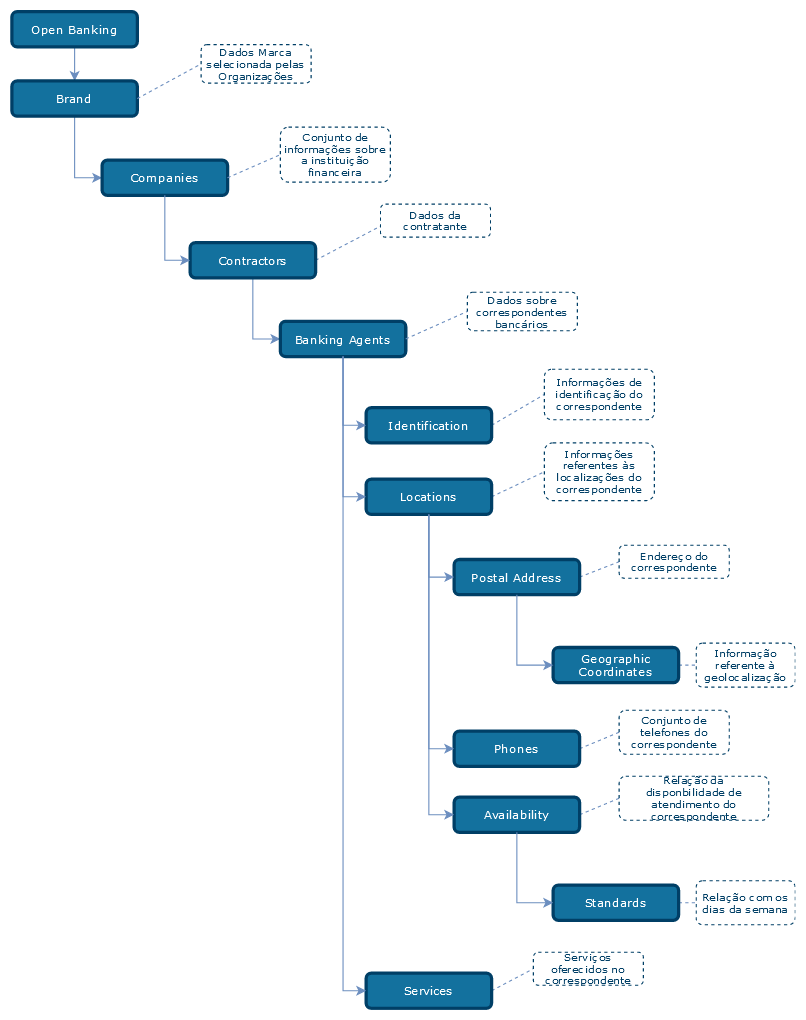 Open Banking
Dados Marca
selecionada pelas
Organizações
Brand
Conjunto de
informações sobre
a instituição
financeira
Companies
Dados da
contratante
Contractors
Dados sobre
correspondentes
bancários
Banking Agents
Informações de
identificação do
correspondente
Identification
Informações
referentes às
localizações do
correspondente
Locations
Endereço do
correspondente
Postal Address
Geographic
Coordinates
Informação
referente à
geolocalização
Conjunto de
telefones do
correspondente
Phones
Relação da
disponbilidade de
atendimento do
correspondente
Availability
Standards
Relação com os
dias da semana
Serviços
oferecidos no
correspondente
Services